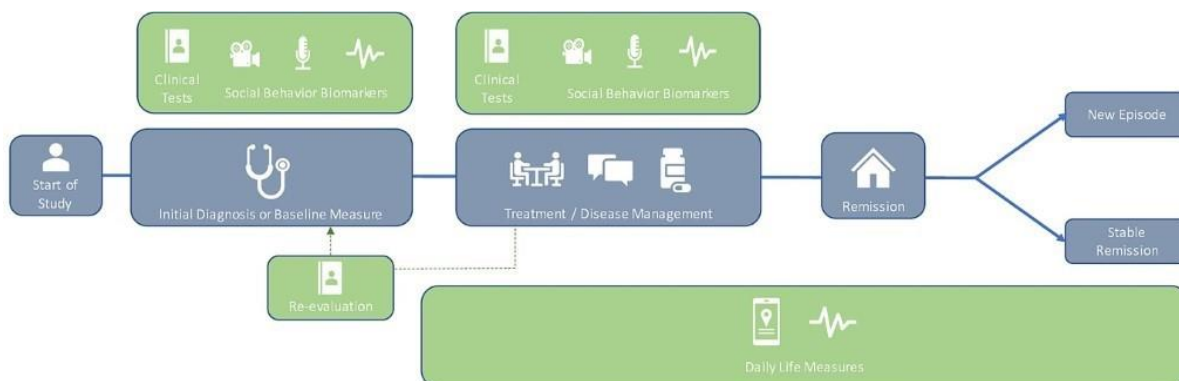 Clinical
Tests
Social Behavior Biomarkers
Clinical
Tests
Social Behavior Biomarkers
Start of
Study
Initial Diagnosis or Baseline Measure
Treatment / Disease Management
Remission
New Episode
Stable
Remission
Re-evaluation
Daily Life Measures